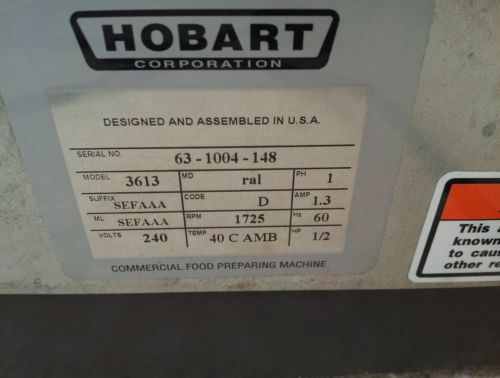 HOBART
CORPORATION
DESIGNED AND ASSEMBLED IN U.S.A.
SERIAL NO. 63-1004-148
MODEL 3613 MD ral PH 1
SUFFIX SEFAAA CODE D AMP 1.3
ML SEFAAA RPM 1725 Hz 60
VOLTS 240 TEMP 40 C AMB HP 1/2
COMMERCIAL FOOD PREPARING MACHINE
This
known
to caus
other re